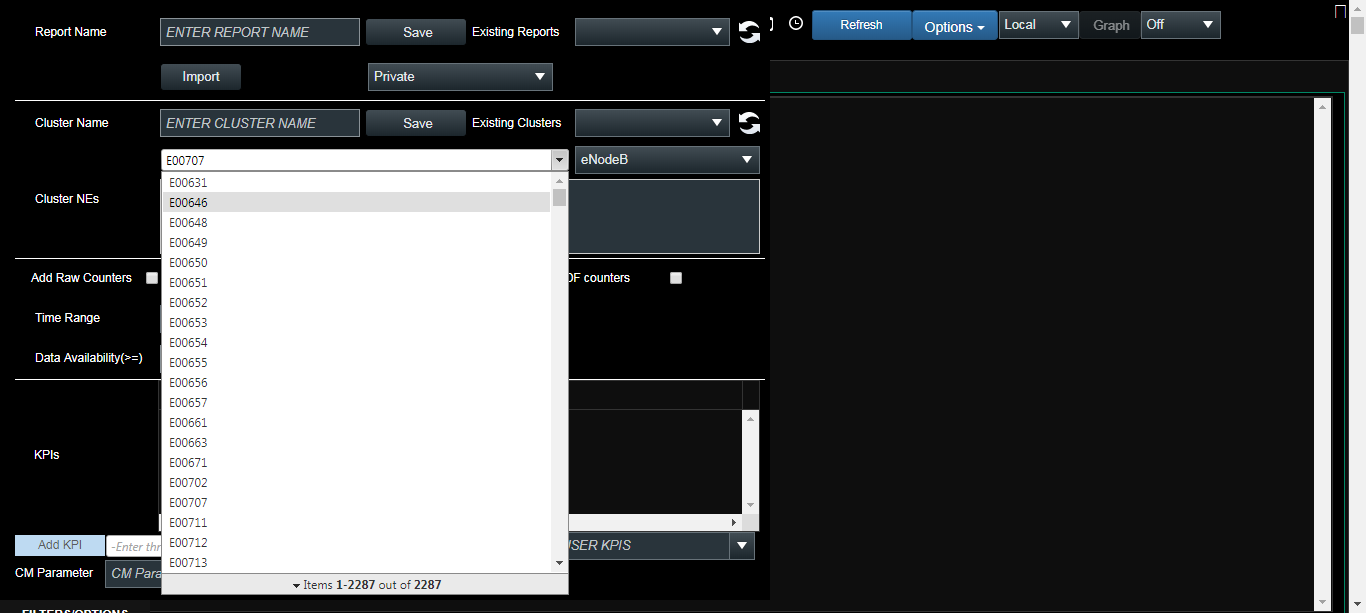 Report Name ENTER REPORT NAME Save Existing Reports Refresh Options Local Graph Off
Import Private
Cluster Name ENTER CLUSTER NAME Save Existing Clusters
E00707 eNodeB
Cluster NEs
E00631
E00646
E00648
E00649
E00650
E00651
E00652
E00653
E00654
E00655
E00656
E00657
E00661
E00663
E00671
E00702
E00707
E00711
E00712
E00713
Items 1-2287 out of 2287
Add Raw Counters counters
Time Range
Data Availability(>=)
KPIs
Add KPI -Enter thr SER KPIS
CM Parameter CM Para
FILTERS/OPTIONS